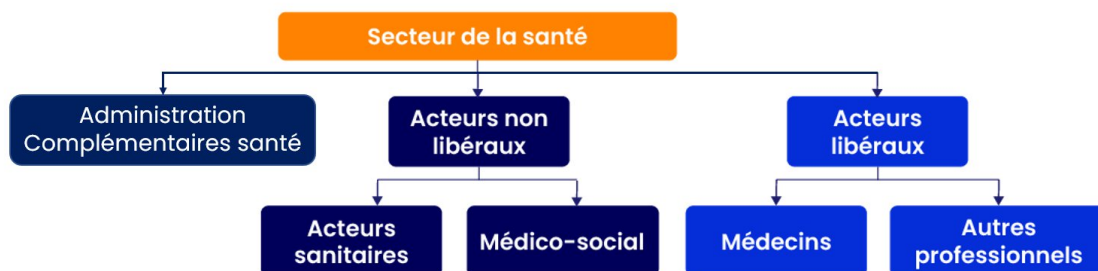 Secteur de la santé
Administration
Complémentaires santé
Acteurs non
libéraux
Acteurs
libéraux
Acteurs
sanitaires
Médico-social
Médecins
Autres
professionnels